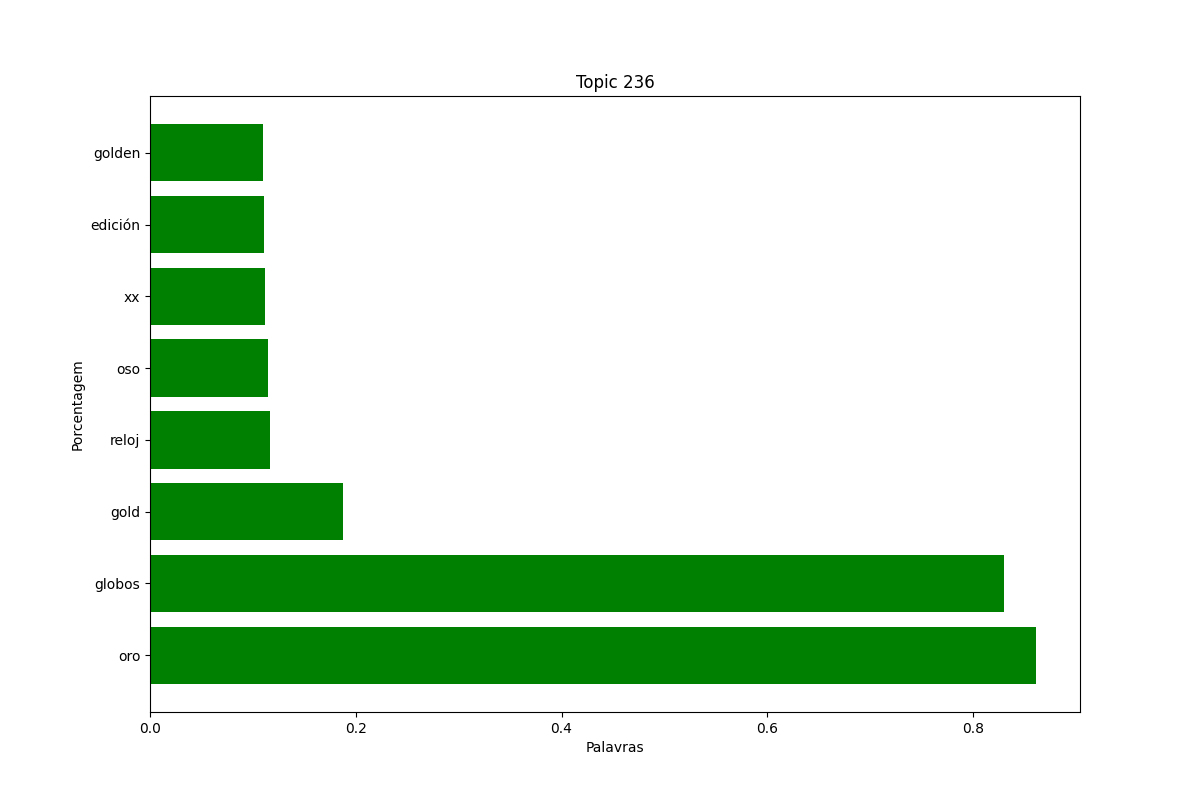 Topic 236
golden
edición
xx
oso
reloj
gold
globos
oro
Porcentagem
0.0 0.2 0.4 0.6 0.8
Palavras